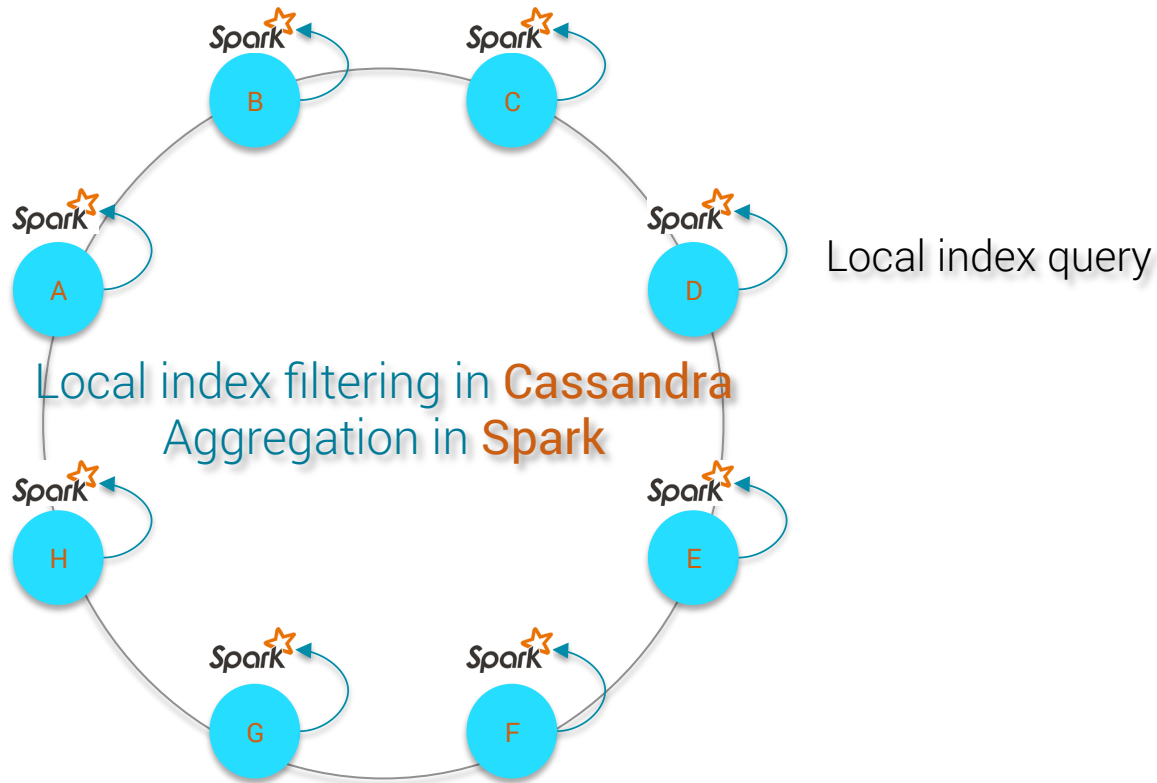 Spark
Spark
B
C
Spark
Spark
A
D
Local index query
Local index filtering in Cassandra
Aggregation in Spark
Spark
Spark
H
E
Spark
Spark
G
F